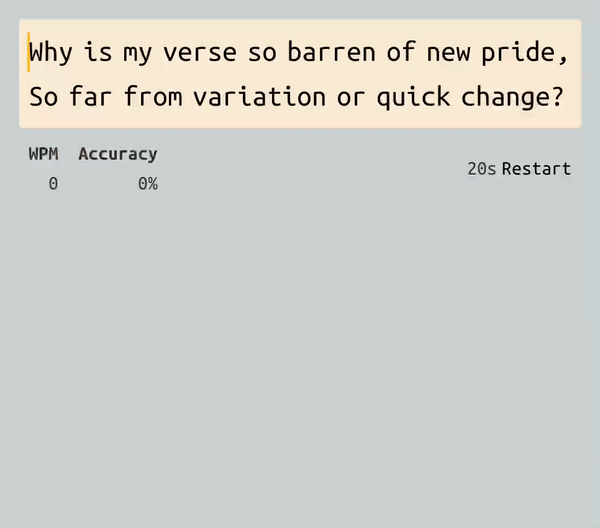 Why is my verse so barren of new pride,
So far from variation or quick change?
WPM Accuracy
0 0%
20s Restart